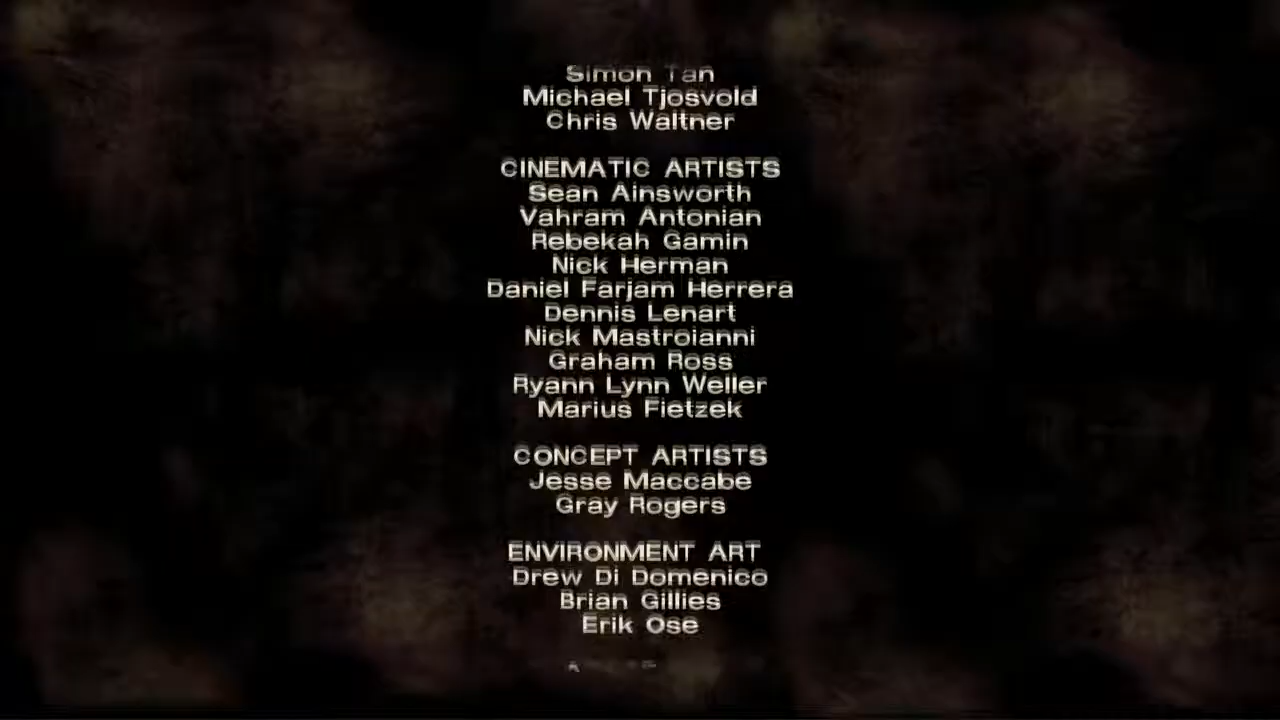 Simon Tan
Michael Tjosvold
Chris Waltner
CINEMATIC ARTISTS
Sean Ainsworth
Vahram Antonian
Rebekah Gamin
Nick Herman
Daniel Farjam Herrera
Dennis Lenart
Nick Mastroianni
Graham Ross
Ryann Lynn Weller
Marius Fietzek
CONCEPT ARTISTS
Jesse Maccabe
Gray Rogers
ENVIRONMENT ART
Drew Di Domenico
Brian Gillies
Erik Ose